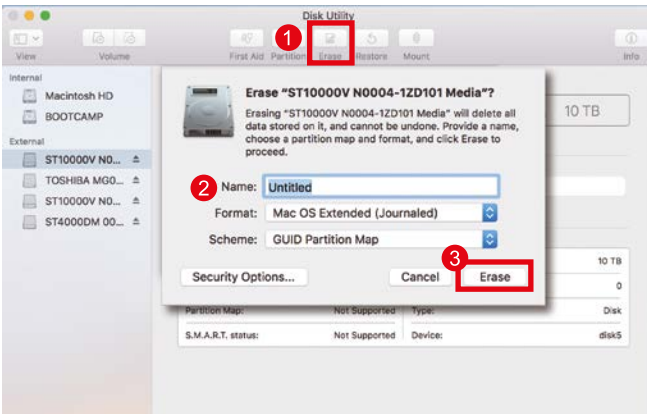 Disk Utility
1
View
Volume
First Aid
Partition
Erase
Restore
Mount
Info
Internal
Macintosh HD
BOOTCAMP
External
ST10000V N0...
TOSHIBA MG0...
ST10000V N0...
ST4000DM 00...
Erase “ST10000V N0004-1ZD101 Media”?
Erasing “ST10000V N0004-1ZD101 Media” will delete all
data stored on it, and cannot be undone. Provide a name,
choose a partition map and format, and click Erase to
proceed.
10 TB
2
Name: Untitled
Format: Mac OS Extended (Journaled)
Scheme: GUID Partition Map
3
Security Options...
Cancel
Erase
10 TB
0
Partition Map: Not Supported Type: Disk
S.M.A.R.T. status: Not Supported Device: disk5